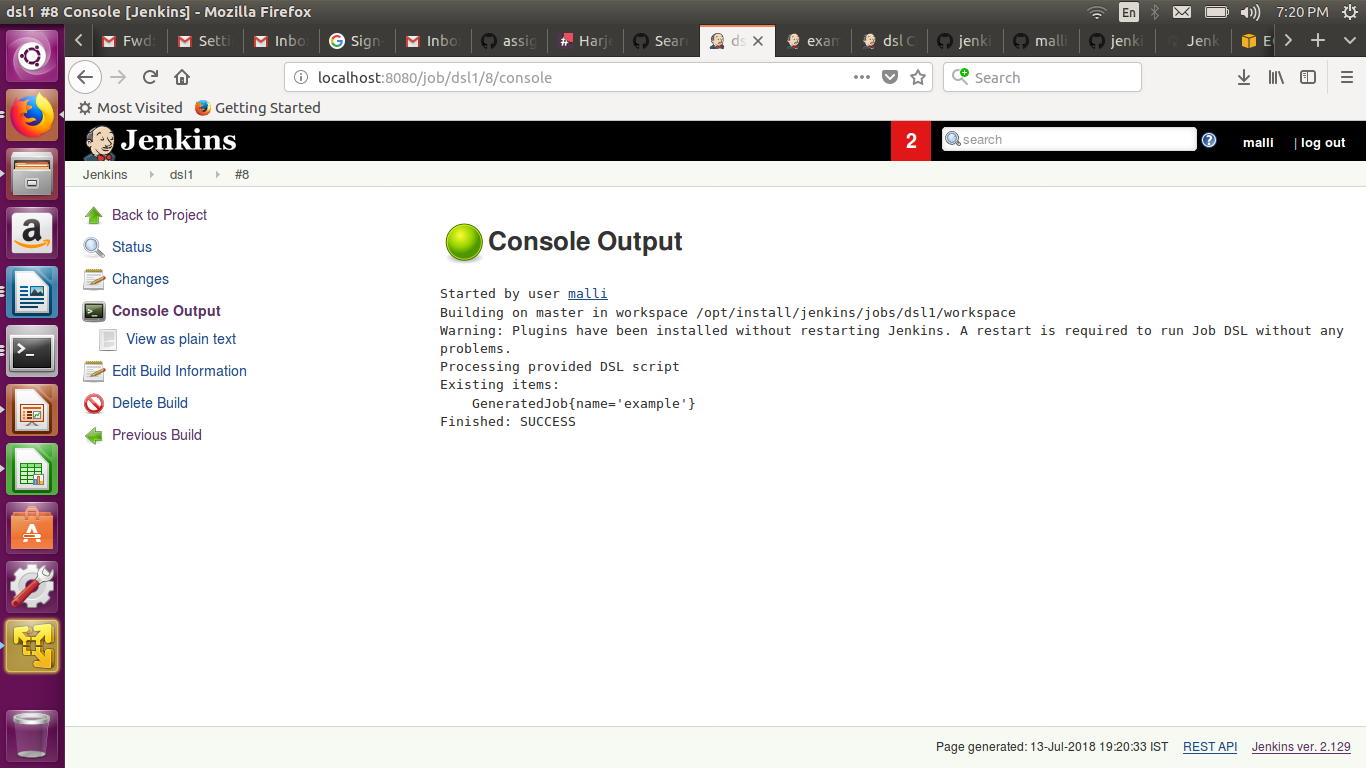 dsl1 #8 Console [Jenkins] - Mozilla Firefox
En
7:20 PM
Fwd:
Setti
Inbo
Sign
Inbo
assig
Harje
Sear
ds
exam
dsl C
jenki
malli
jenki
Jenk
localhost:8080/job/dsl1/8/console
Search
Most Visited
Getting Started
Jenkins
2
search
malli
| log out
Jenkins
dsl1
#8
Back to Project
Status
Changes
Console Output
View as plain text
Edit Build Information
Delete Build
Previous Build
Console Output
Started by user malli
Building on master in workspace /opt/install/jenkins/jobs/dsl1/workspace
Warning: Plugins have been installed without restarting Jenkins. A restart is required to run Job DSL without any
problems.
Processing provided DSL script
Existing items:
GeneratedJob{name='example'}
Finished: SUCCESS
Page generated: 13-Jul-2018 19:20:33 IST
REST API
Jenkins ver. 2.129